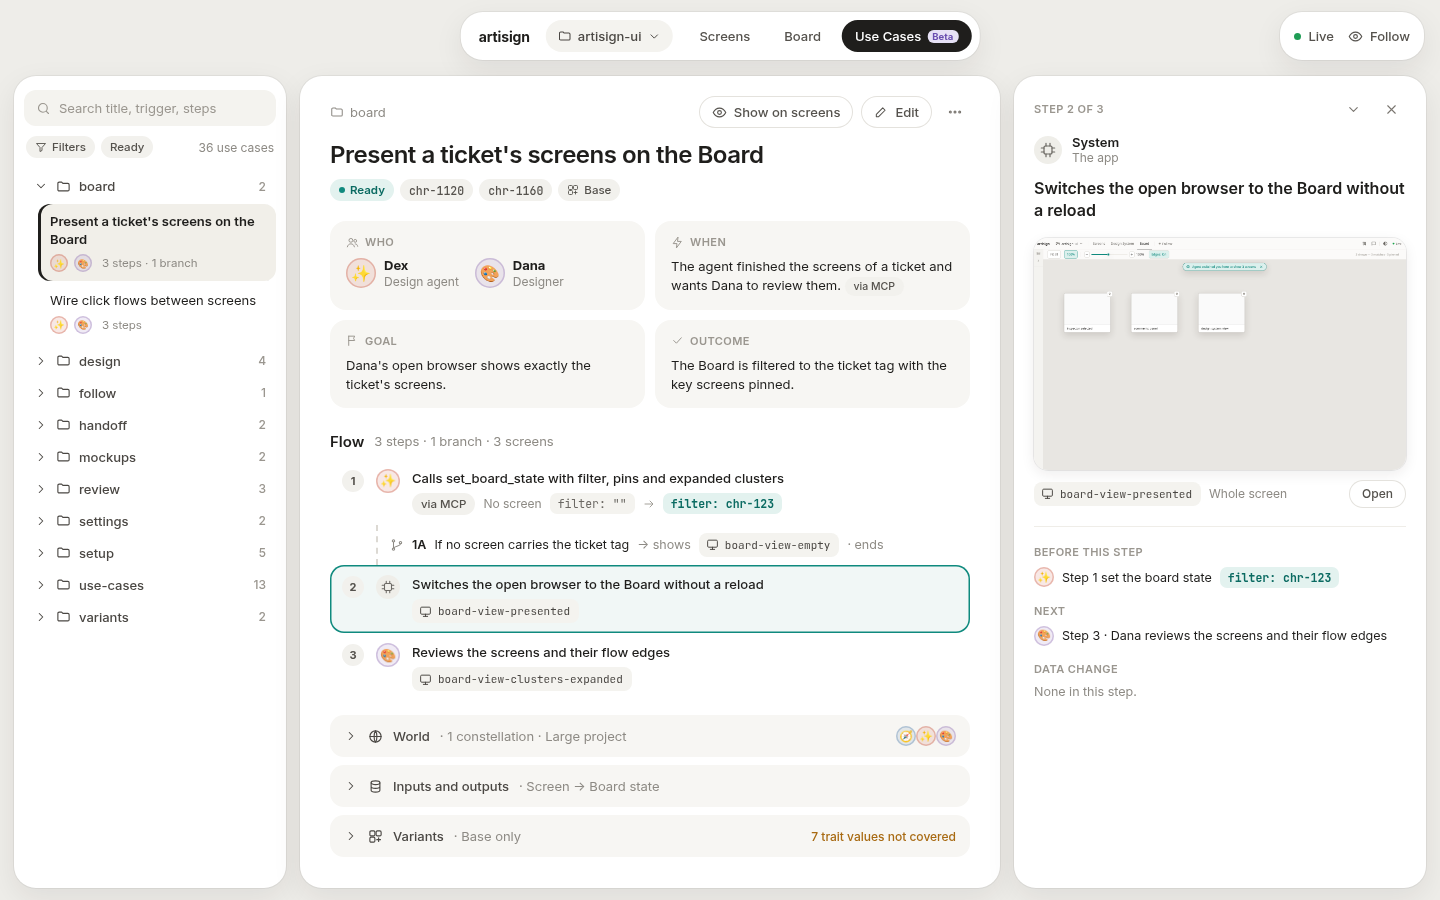 artisign
artisign-ui
Screens
Board
Use Cases Beta
Live
Follow
Search title, trigger, steps
Filters
Ready
36 use cases
board 2
Present a ticket's screens on the
Board
3 steps · 1 branch
Wire click flows between screens
3 steps
design 4
follow 1
handoff 2
mockups 2
review 3
settings 2
setup 5
use-cases 13
variants 2
board
Show on screens
Edit
Present a ticket's screens on the Board
Ready chr-1120 chr-1160 Base
WHO
Dex
Design agent
Dana
Designer
WHEN
The agent finished the screens of a ticket and
wants Dana to review them. via MCP
GOAL
Dana's open browser shows exactly the
ticket's screens.
OUTCOME
The Board is filtered to the ticket tag with the
key screens pinned.
Flow 3 steps · 1 branch · 3 screens
1 Calls set_board_state with filter, pins and expanded clusters
via MCP No screen filter: "" → filter: chr-123
1A If no screen carries the ticket tag → shows board-view-empty · ends
2 Switches the open browser to the Board without a reload
board-view-presented
3 Reviews the screens and their flow edges
board-view-clusters-expanded
World · 1 constellation · Large project
Inputs and outputs · Screen → Board state
Variants · Base only 7 trait values not covered
STEP 2 OF 3
System
The app
Switches the open browser to the Board without
a reload
board-view-presented Whole screen Open
BEFORE THIS STEP
Step 1 set the board state filter: chr-123
NEXT
Step 3 · Dana reviews the screens and their flow edges
DATA CHANGE
None in this step.